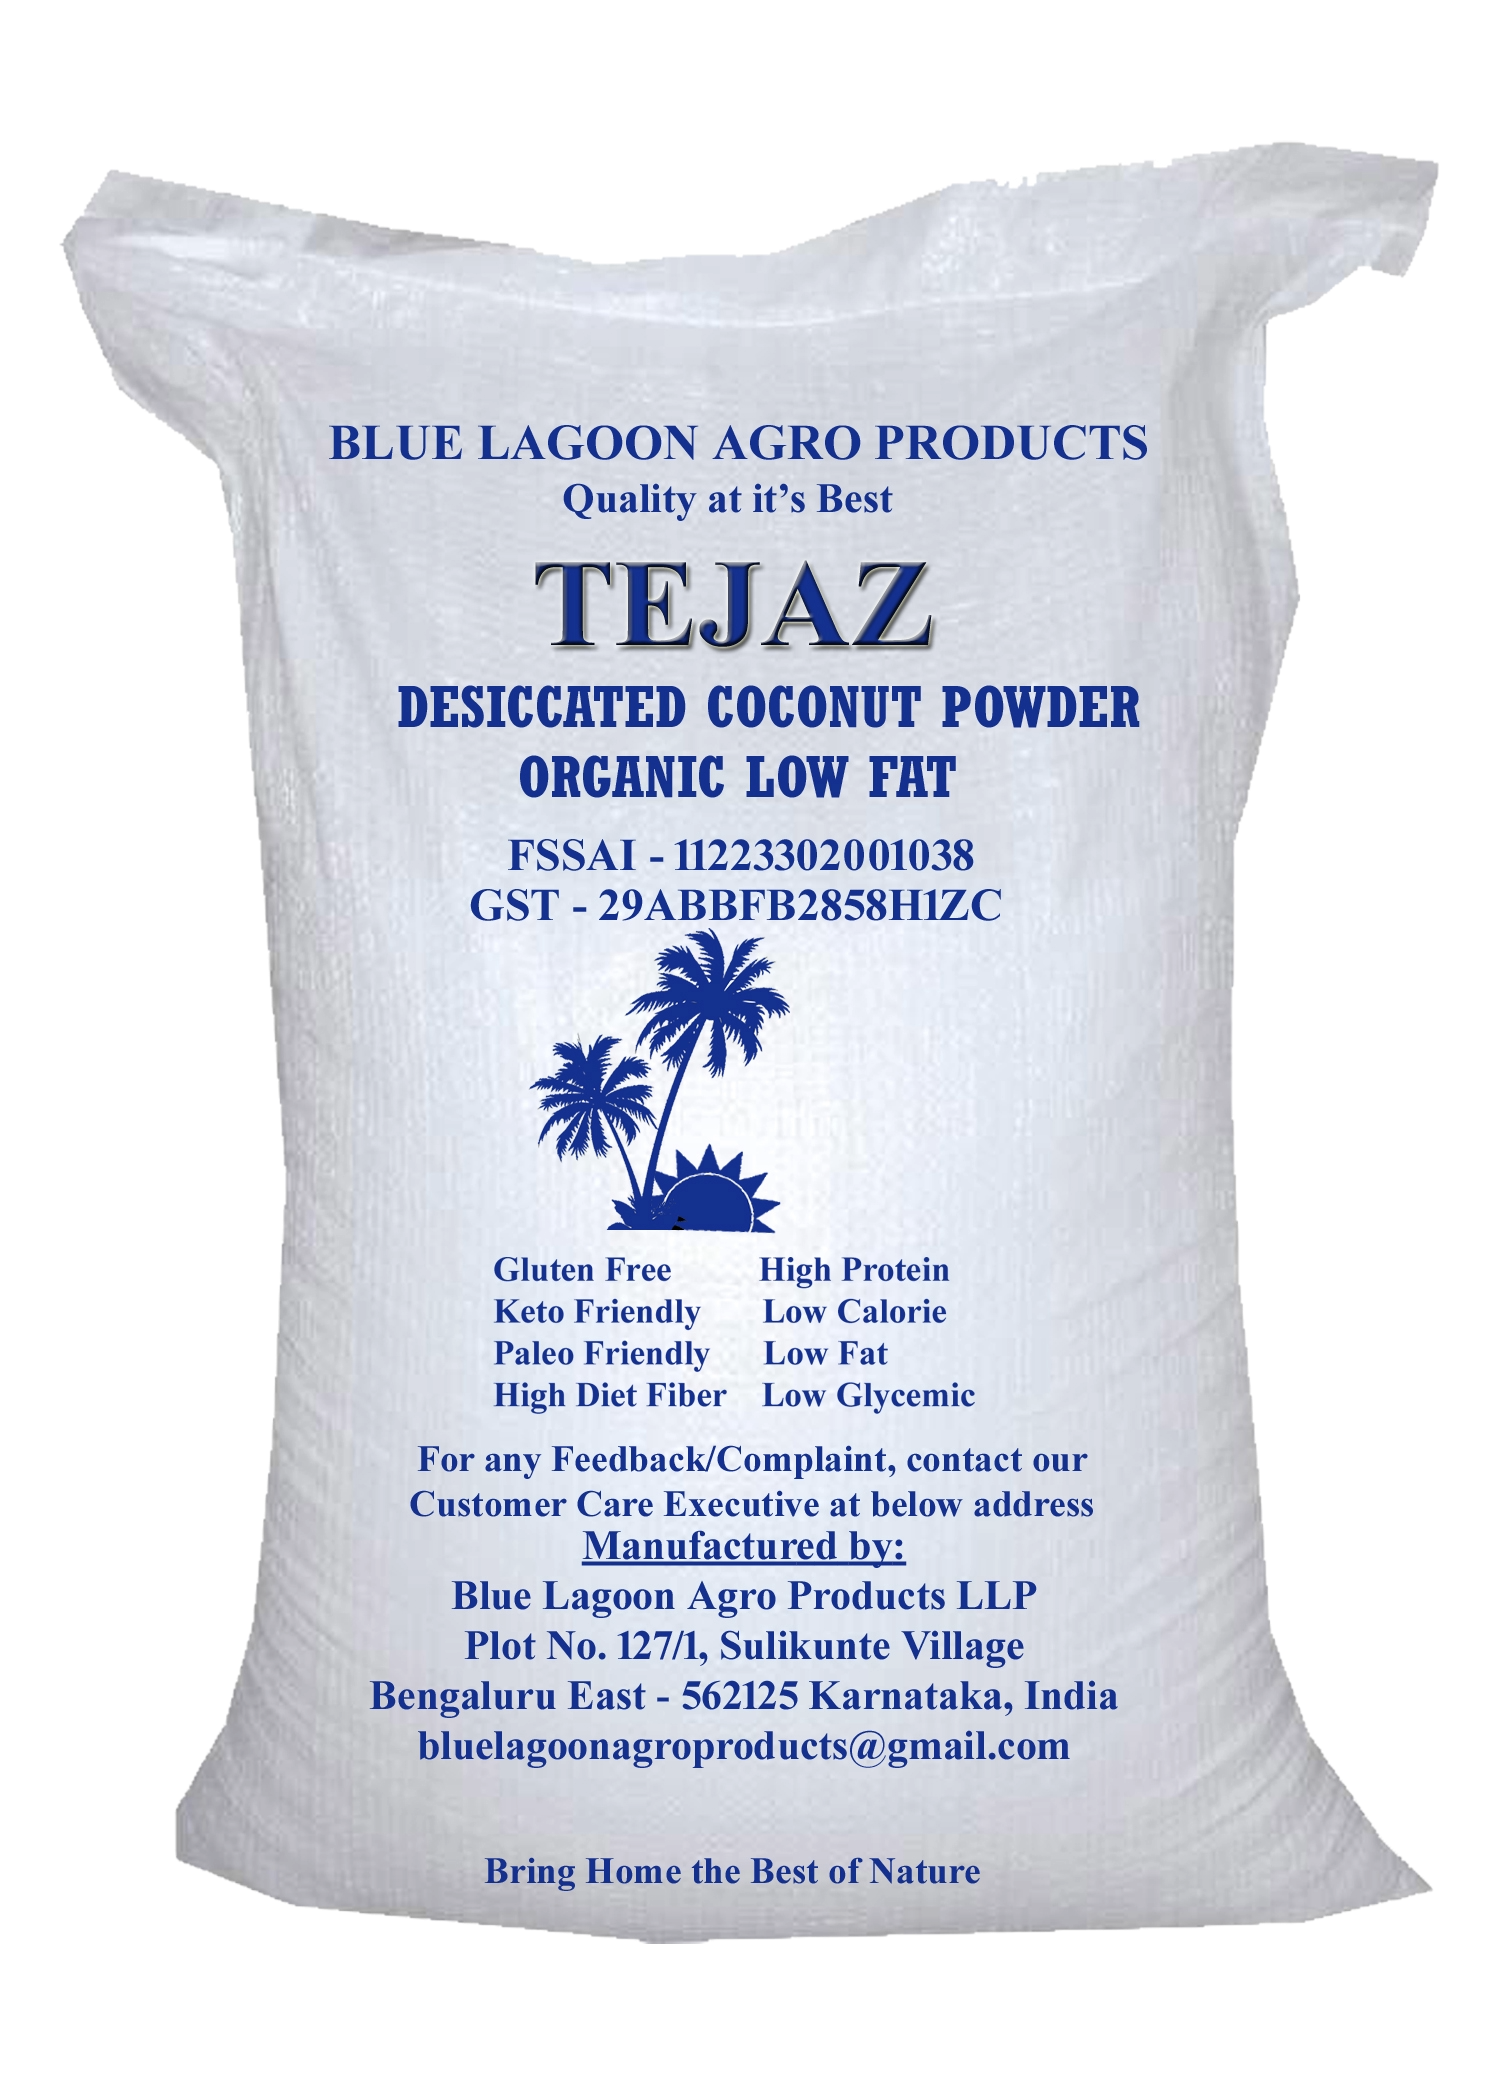 BLUE LAGOON AGRO PRODUCTS
Quality at it's Best
TEJAZ
DESICCATED COCONUT POWDER
ORGANIC LOW FAT
FSSAI - 11223302001038
GST - 29ABBFB2858H1ZC
Gluten Free High Protein
Keto Friendly Low Calorie
Paleo Friendly Low Fat
High Diet Fiber Low Glycemic
For any Feedback/Complaint, contact our
Customer Care Executive at below address
Manufactured by:
Blue Lagoon Agro Products LLP
Plot No. 127/1, Sulikunte Village
Bengaluru East - 562125 Karnataka, India
bluelagoonagroproducts@gmail.com
Bring Home the Best of Nature